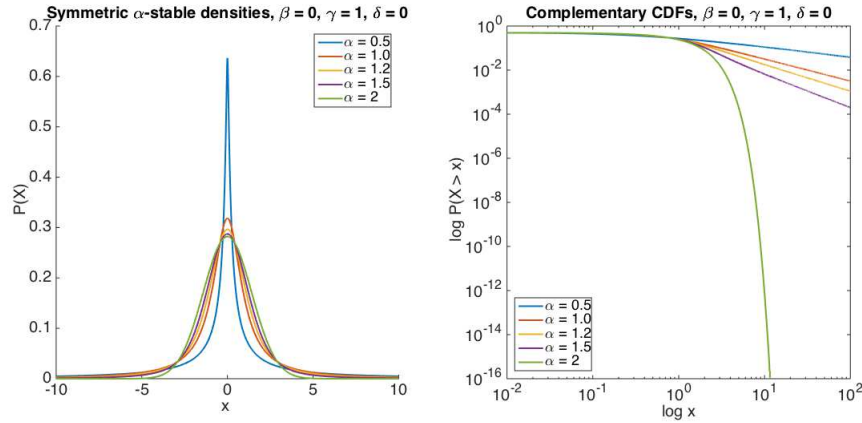 Symmetric α-stable densities, β = 0, γ = 1, δ = 0
0.7
0.6
0.5
0.4
0.3
0.2
0.1
0
P(X)
-10
-5
0
5
10
x
α = 0.5
α = 1.0
α = 1.2
α = 1.5
α = 2
Complementary CDFs, β = 0, γ = 1, δ = 0
10^0
10^-2
10^-4
10^-6
10^-8
10^-10
10^-12
10^-14
10^-16
log P(X > x)
10^-2
10^-1
10^0
10^1
10^2
log x
α = 0.5
α = 1.0
α = 1.2
α = 1.5
α = 2